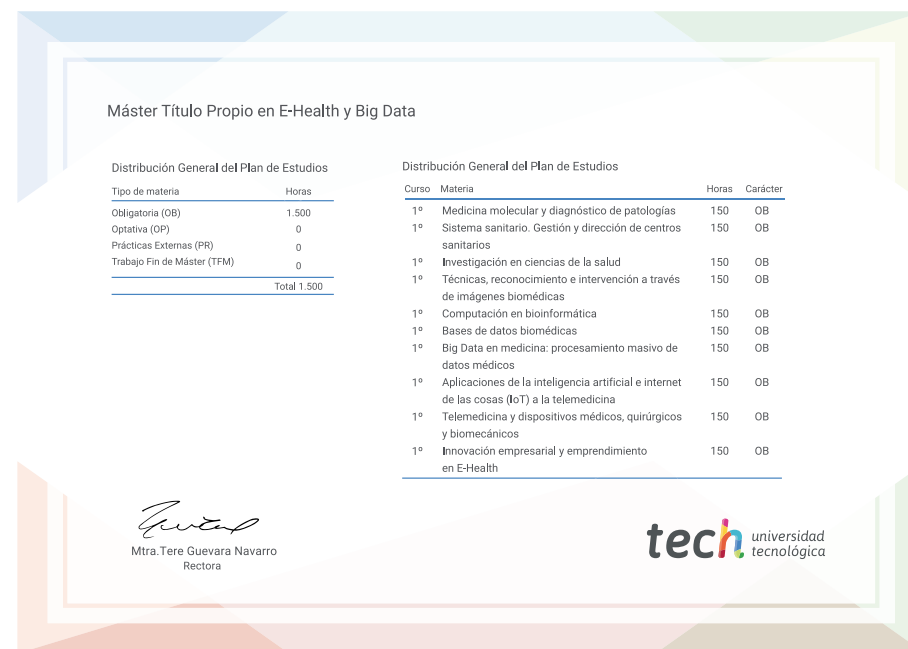 Máster Título Propio en E-Health y Big Data
Distribución General del Plan de Estudios
Tipo de materia Horas
Obligatoria (OB) 1.500
Optativa (OP) 0
Prácticas Externas (PR) 0
Trabajo Fin de Máster (TFM) 0
Total 1.500
Distribución General del Plan de Estudios
Curso Materia Horas Carácter
1º Medicina molecular y diagnóstico de patologías 150 OB
1º Sistema sanitario. Gestión y dirección de centros 150 OB
sanitarios
1º Investigación en ciencias de la salud 150 OB
1º Técnicas, reconocimiento e intervención a través 150 OB
de imágenes biomédicas
1º Computación en bioinformática 150 OB
1º Bases de datos biomédicas 150 OB
1º Big Data en medicina: procesamiento masivo de 150 OB
datos médicos
1º Aplicaciones de la inteligencia artificial e internet 150 OB
de las cosas (IoT) a la telemedicina
1º Telemedicina y dispositivos médicos, quirúrgicos 150 OB
y biomecánicos
1º Innovación empresarial y emprendimiento 150 OB
en E-Health
Mtra.Tere Guevara Navarro
Rectora
tech universidad
tecnológica